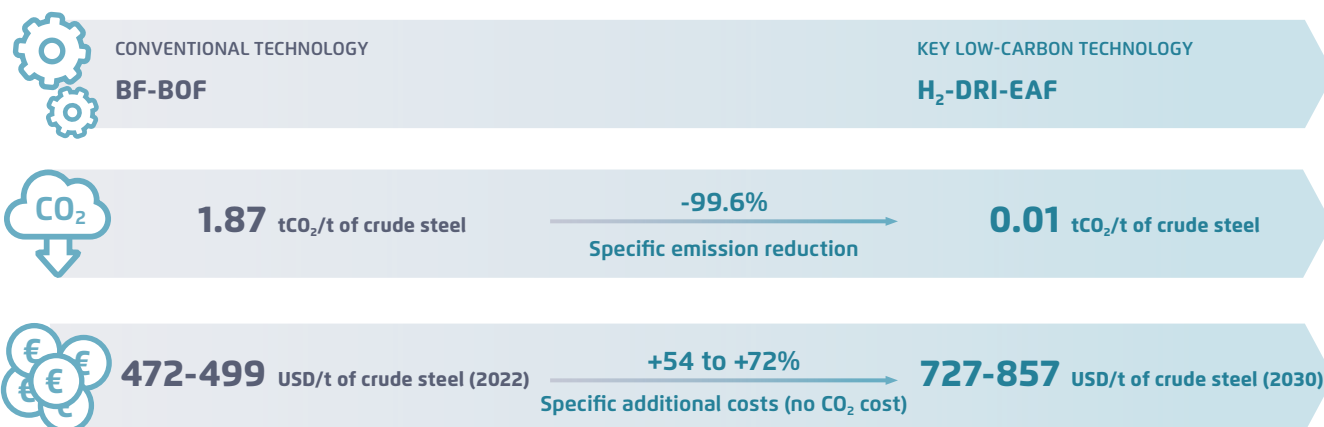 CONVENTIONAL TECHNOLOGY
KEY LOW-CARBON TECHNOLOGY
BF-BOF
H₂-DRI-EAF
CO₂
1.87 tCO₂/t of crude steel
-99.6%
Specific emission reduction
0.01 tCO₂/t of crude steel
€ € € € €
472-499 USD/t of crude steel (2022)
+54 to +72%
Specific additional costs (no CO₂ cost)
727-857 USD/t of crude steel (2030)